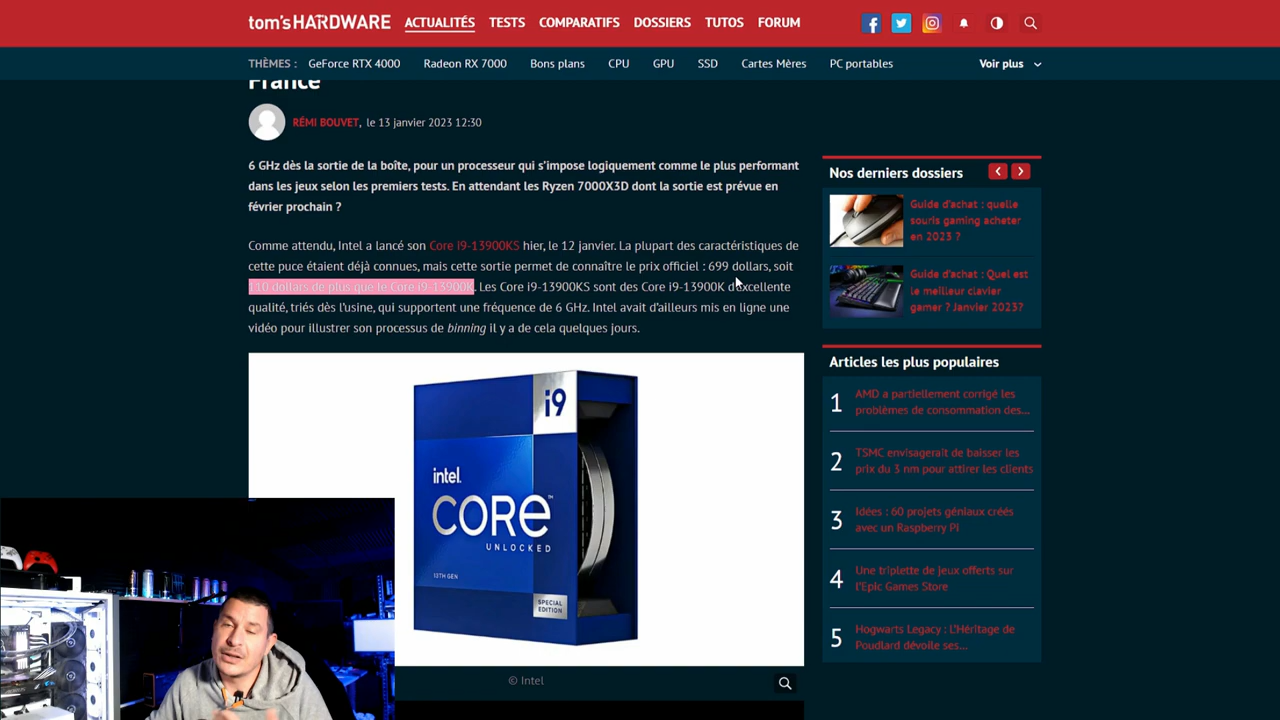 tom'sHARDWARE ACTUALITÉS TESTS COMPARATIFS DOSSIERS TUTOS FORUM
THÈMES : GeForce RTX 4000 Radeon RX 7000 Bons plans CPU GPU SSD Cartes Mères PC portables Voir plus
France
RÉMI BOUVET, le 13 janvier 2023 12:30
6 GHz dès la sortie de la boîte, pour un processeur qui s'impose logiquement comme le plus performant
dans les jeux selon les premiers tests. En attendant les Ryzen 7000X3D dont la sortie est prévue en
février prochain ?
Comme attendu, Intel a lancé son Core i9-13900KS hier, le 12 janvier. La plupart des caractéristiques de
cette puce étaient déjà connues, mais cette sortie permet de connaître le prix officiel : 699 dollars, soit
110 dollars de plus que le Core i9-13900K. Les Core i9-13900KS sont des Core i9-13900K d'excellente
qualité, triés dès l'usine, qui supportent une fréquence de 6 GHz. Intel avait d'ailleurs mis en ligne une
vidéo pour illustrer son processus de binning il y a de cela quelques jours.
i9
intel.
CORE™
UNLOCKED
13TH GEN
SPECIAL
EDITION
© Intel
Nos derniers dossiers
Guide d'achat : quelle
souris gaming acheter
en 2023 ?
Guide d'achat : Quel est
le meilleur clavier
gamer ? Janvier 2023?
Articles les plus populaires
1 AMD a partiellement corrigé les
problèmes de consommation des...
2 TSMC envisagerait de baisser les
prix du 3 nm pour attirer les clients
3 Idées : 60 projets géniaux créés
avec un Raspberry Pi
4 Une triplette de jeux offerts sur
l'Epic Games Store
5 Hogwarts Legacy : L'Héritage de
Poudlard dévoile ses...